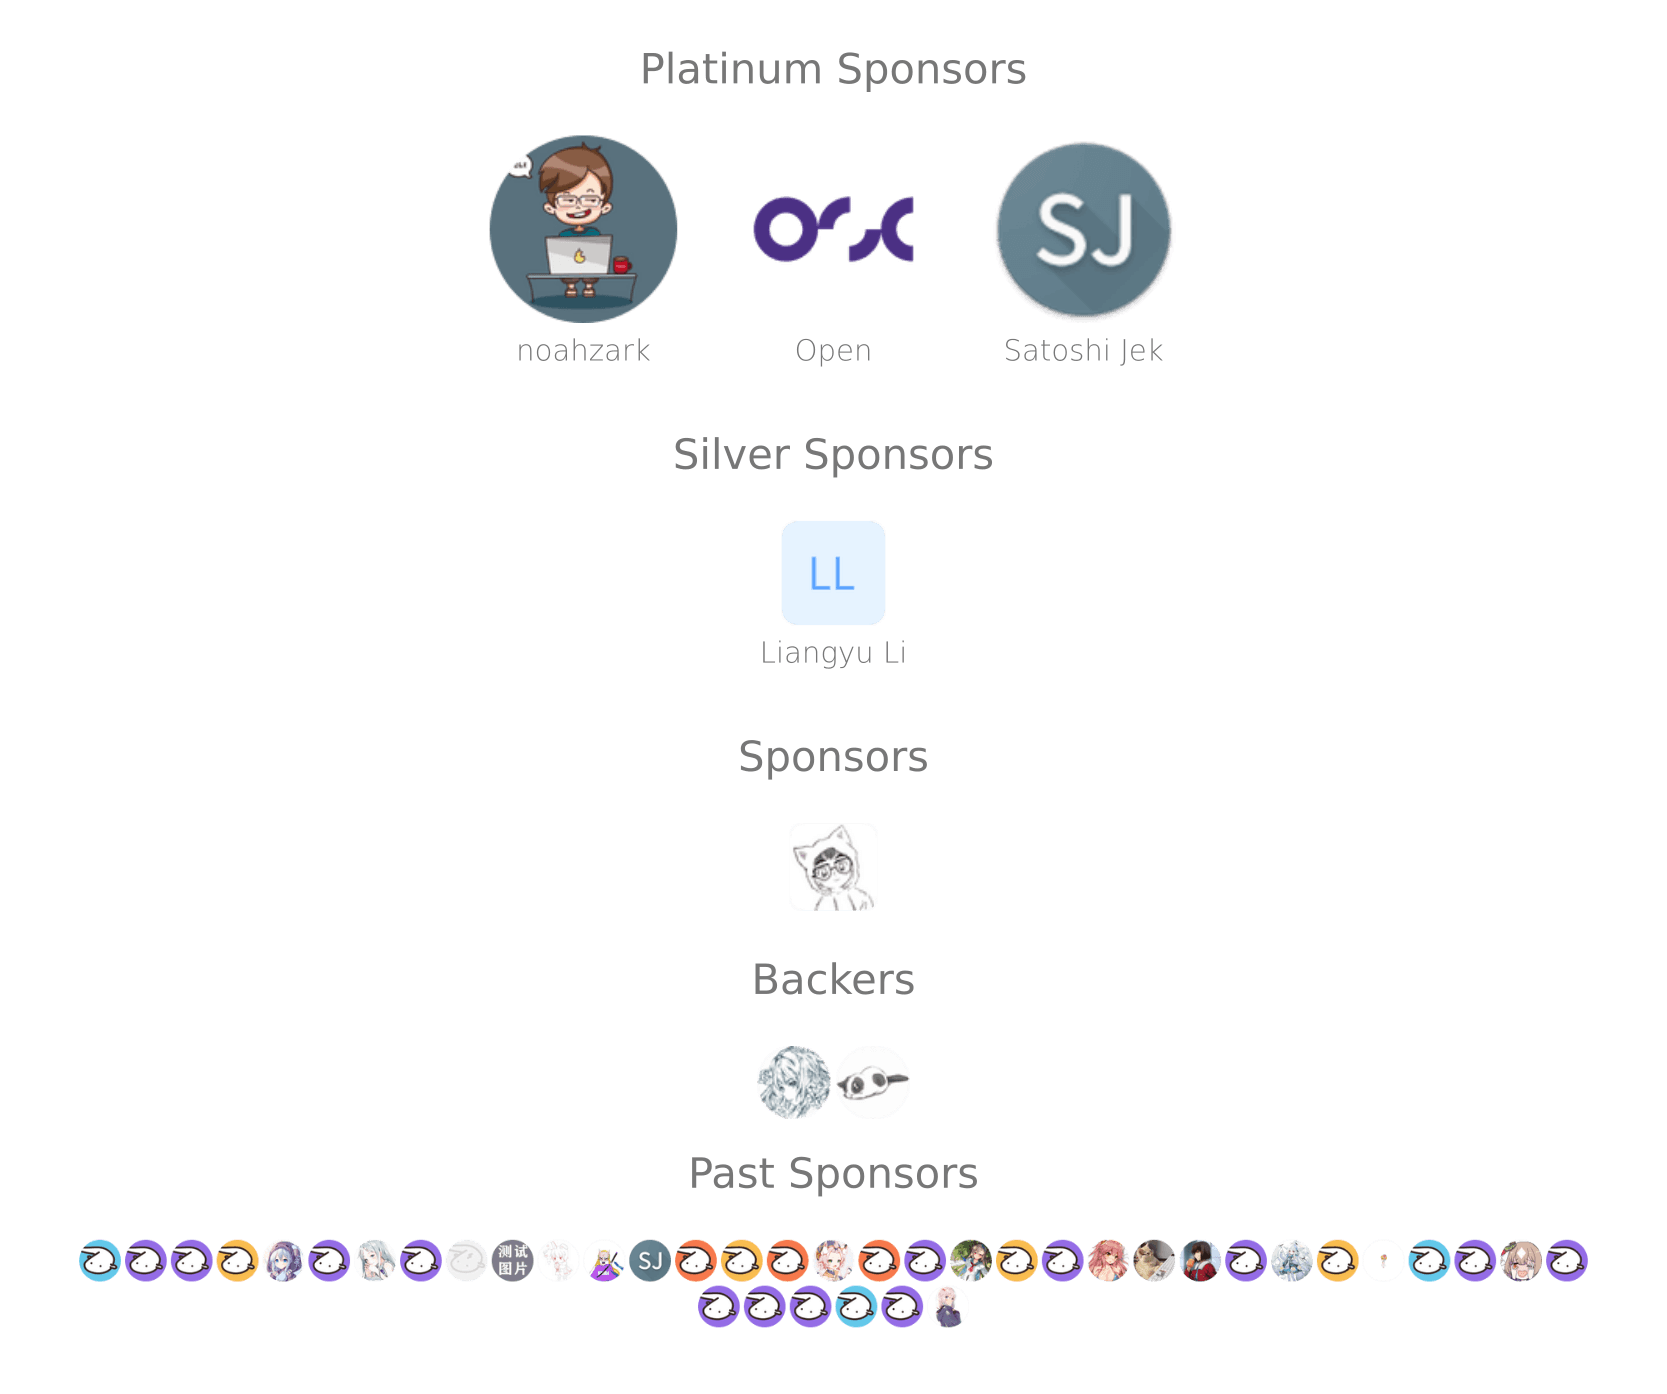 Platinum Sponsors
SJ
noahzark
Open
Satoshi Jek
Silver Sponsors
LL
Liangyu Li
Sponsors
Backers
Past Sponsors
测试
图片
SJ